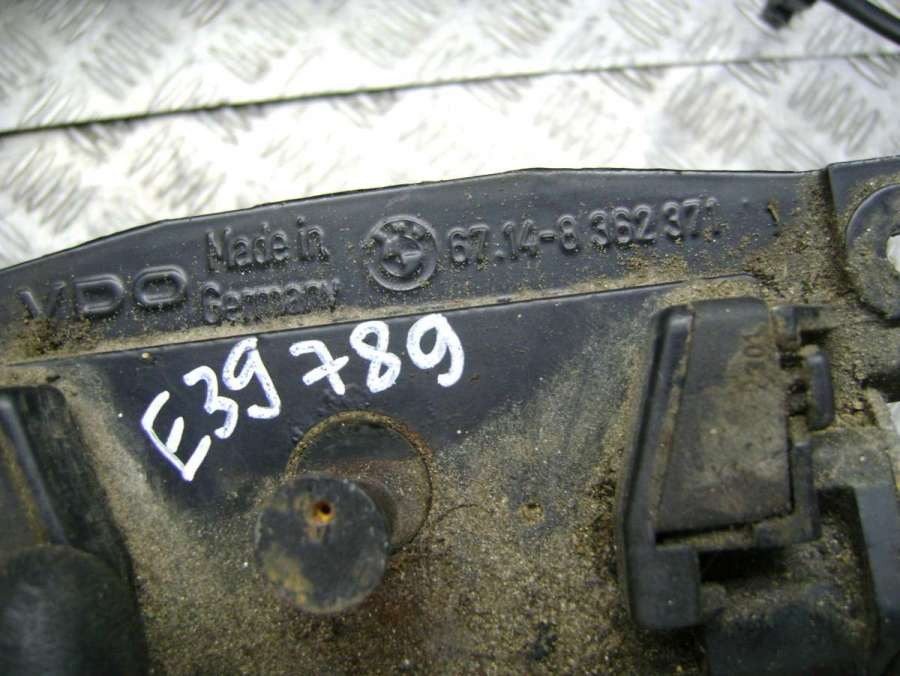 VDO
Made in
Germany
67.14-8 362 371
E39 789